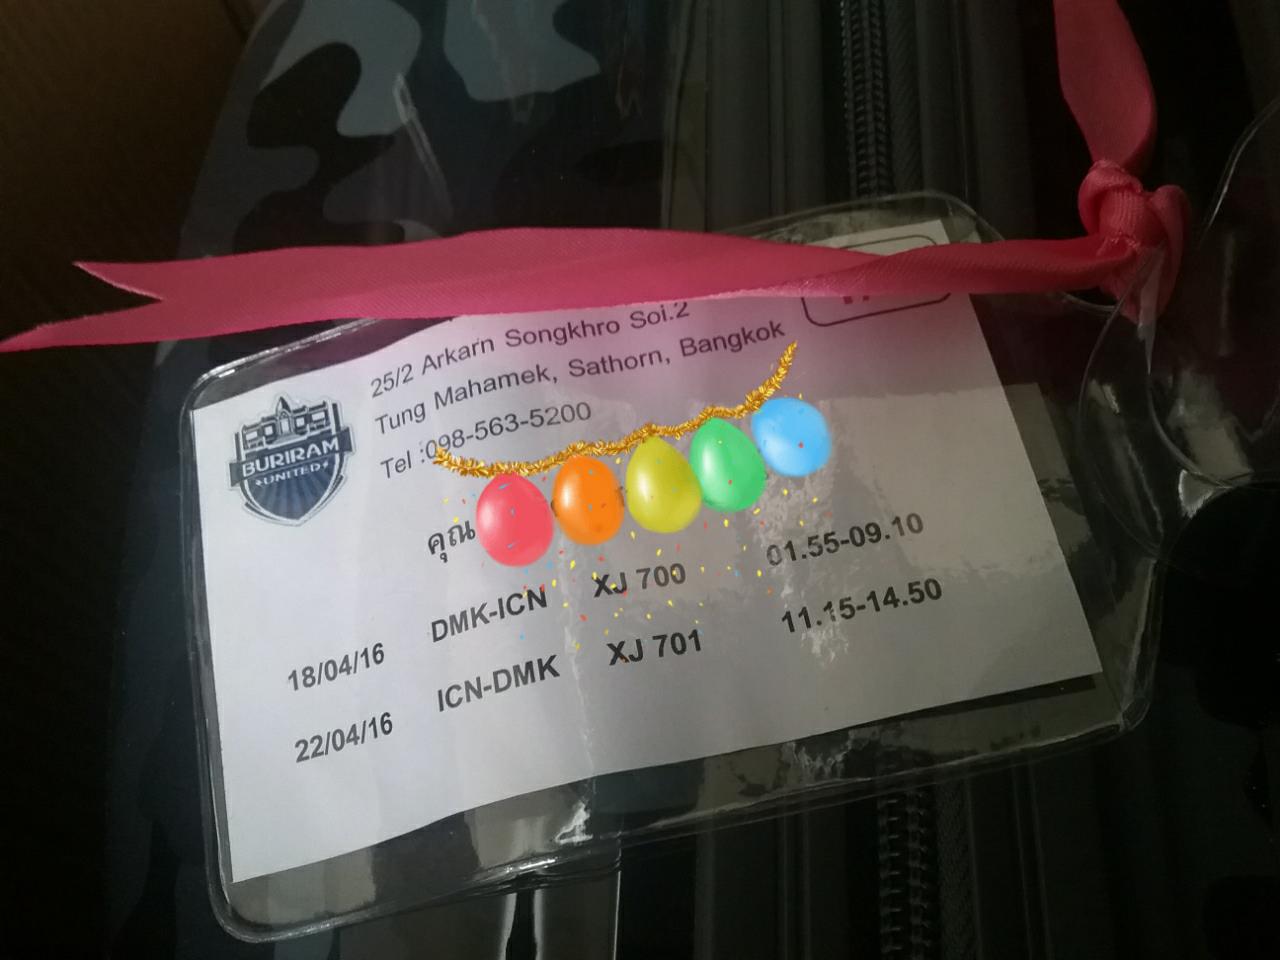 25/2 Arkarn Songkhro Soi.2
Tung Mahamek, Sathorn, Bangkok
Tel :098-563-5200
BURIRAM
UNITED
คุณ
18/04/16 DMK-ICN XJ 700 01.55-09.10
22/04/16 ICN-DMK XJ 701 11.15-14.50